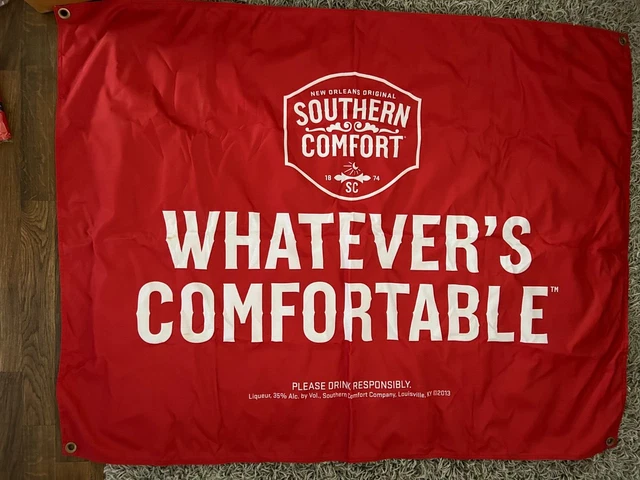 NEW ORLEANS ORIGINAL
SOUTHERN
COMFORT
18 74
SC
WHATEVER'S
COMFORTABLE™
PLEASE DRINK RESPONSIBLY.
Liqueur, 35% Alc. by Vol., Southern Comfort Company, Louisville, KY ©2013